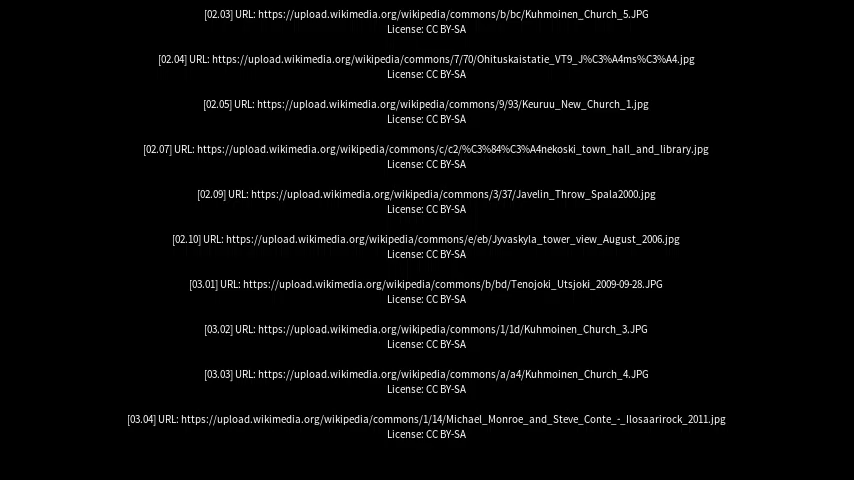 [02.03] URL: https://upload.wikimedia.org/wikipedia/commons/b/bc/Kuhmoinen_Church_5.JPG
License: CC BY-SA
[02.04] URL: https://upload.wikimedia.org/wikipedia/commons/7/70/Ohituskaistatie_VT9_J%C3%A4ms%C3%A4.jpg
License: CC BY-SA
[02.05] URL: https://upload.wikimedia.org/wikipedia/commons/9/93/Keuruu_New_Church_1.jpg
License: CC BY-SA
[02.07] URL: https://upload.wikimedia.org/wikipedia/commons/c/c2/%C3%84%C3%A4nekoski_town_hall_and_library.jpg
License: CC BY-SA
[02.09] URL: https://upload.wikimedia.org/wikipedia/commons/3/37/Javelin_Throw_Spala2000.jpg
License: CC BY-SA
[02.10] URL: https://upload.wikimedia.org/wikipedia/commons/e/eb/Jyvaskyla_tower_view_August_2006.jpg
License: CC BY-SA
[03.01] URL: https://upload.wikimedia.org/wikipedia/commons/b/bd/Tenojoki_Utsjoki_2009-09-28.JPG
License: CC BY-SA
[03.02] URL: https://upload.wikimedia.org/wikipedia/commons/1/1d/Kuhmoinen_Church_3.JPG
License: CC BY-SA
[03.03] URL: https://upload.wikimedia.org/wikipedia/commons/a/a4/Kuhmoinen_Church_4.JPG
License: CC BY-SA
[03.04] URL: https://upload.wikimedia.org/wikipedia/commons/1/14/Michael_Monroe_and_Steve_Conte_-_Ilosaarirock_2011.jpg
License: CC BY-SA